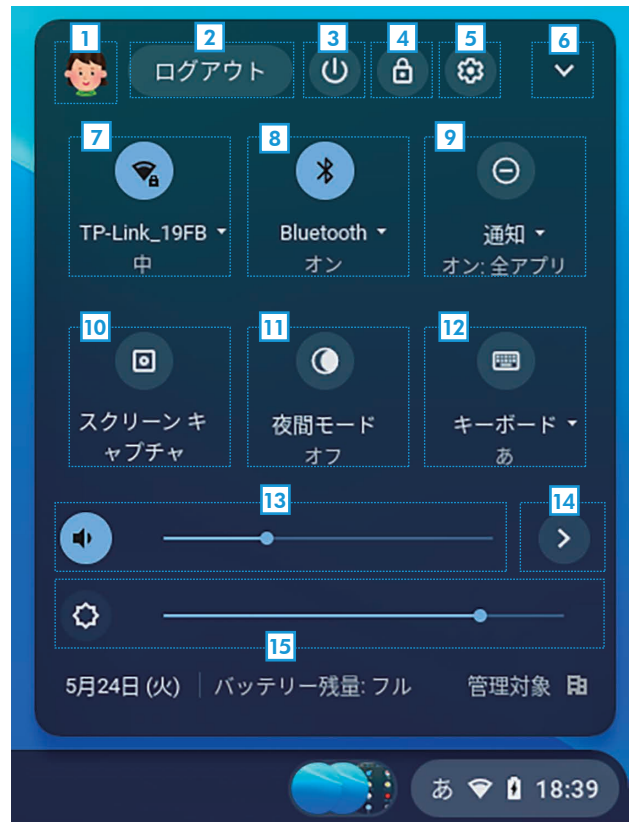 1
2
3
4
5
6
ログアウト
7
8
9
TP-Link_19FB
中
Bluetooth
オン
通知
オン: 全アプリ
10
11
12
スクリーン キ
ャプチャ
夜間モード
オフ
キーボード
あ
13
14
15
5月24日 (火)
バッテリー残量: フル
管理対象
あ
18:39